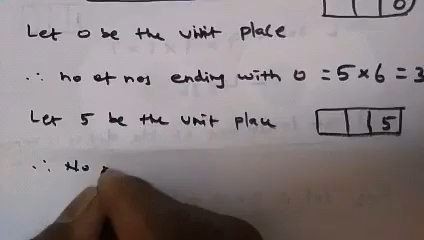 0
Let 0 be the unit place
∴ no of nos ending with 0 = 5 × 6 = 3
Let 5 be the unit place 5
∴ No